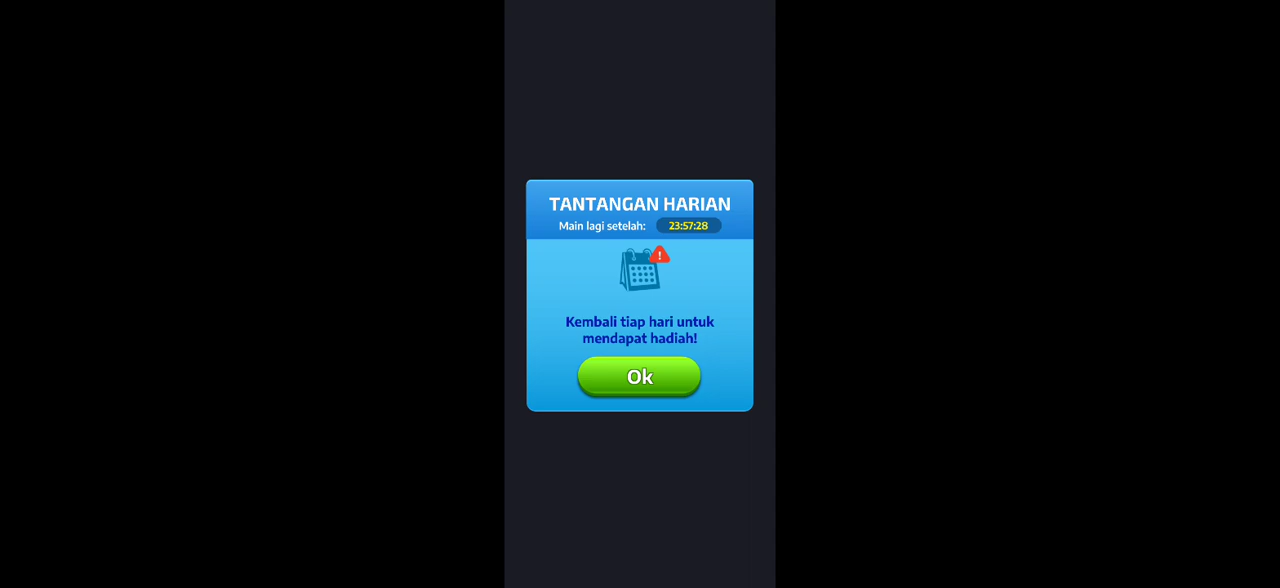 TANTANGAN HARIAN
Main lagi setelah: 23:57:28
!
Kembali tiap hari untuk
mendapat hadiah!
Ok